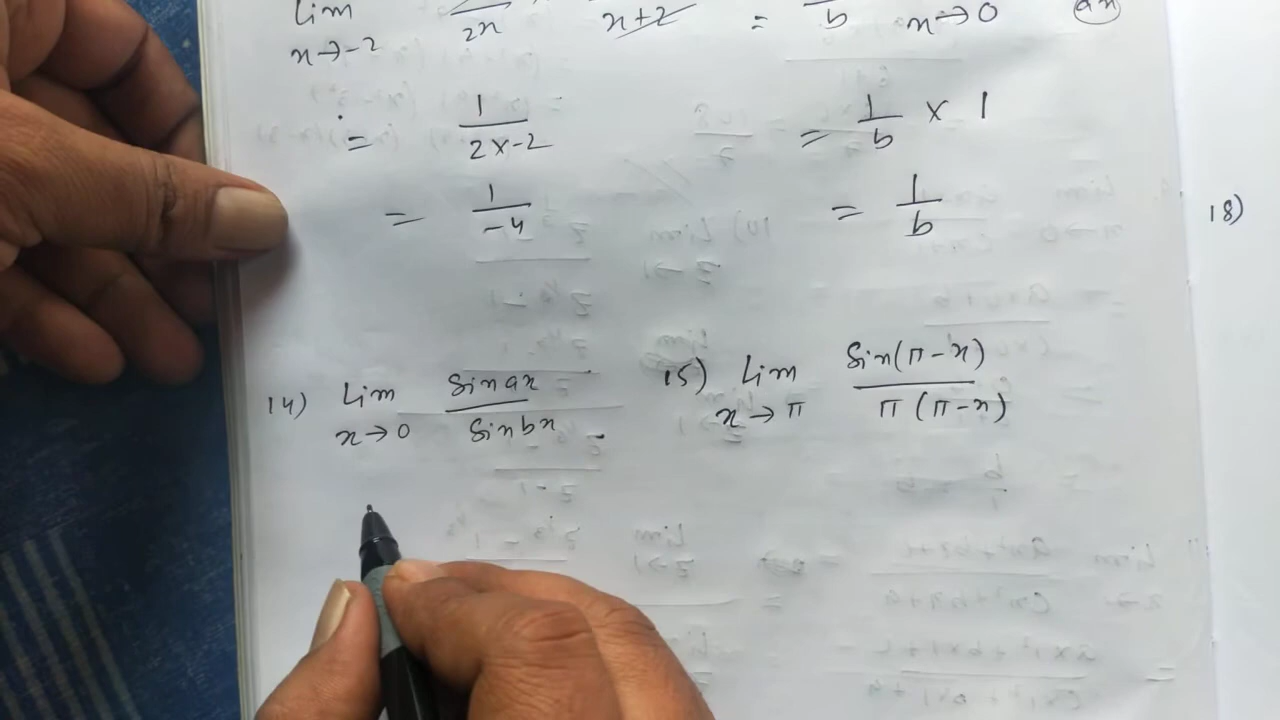 Lim 2x x+2 = b x→0 ax
x→-2
= 1 / 2x-2
= 1 / -4
= 1 / b x 1
= 1 / b
18)
14) Lim sin ax
x→0 sin bx
15) Lim sin(π-x)
x→π π(π-x)